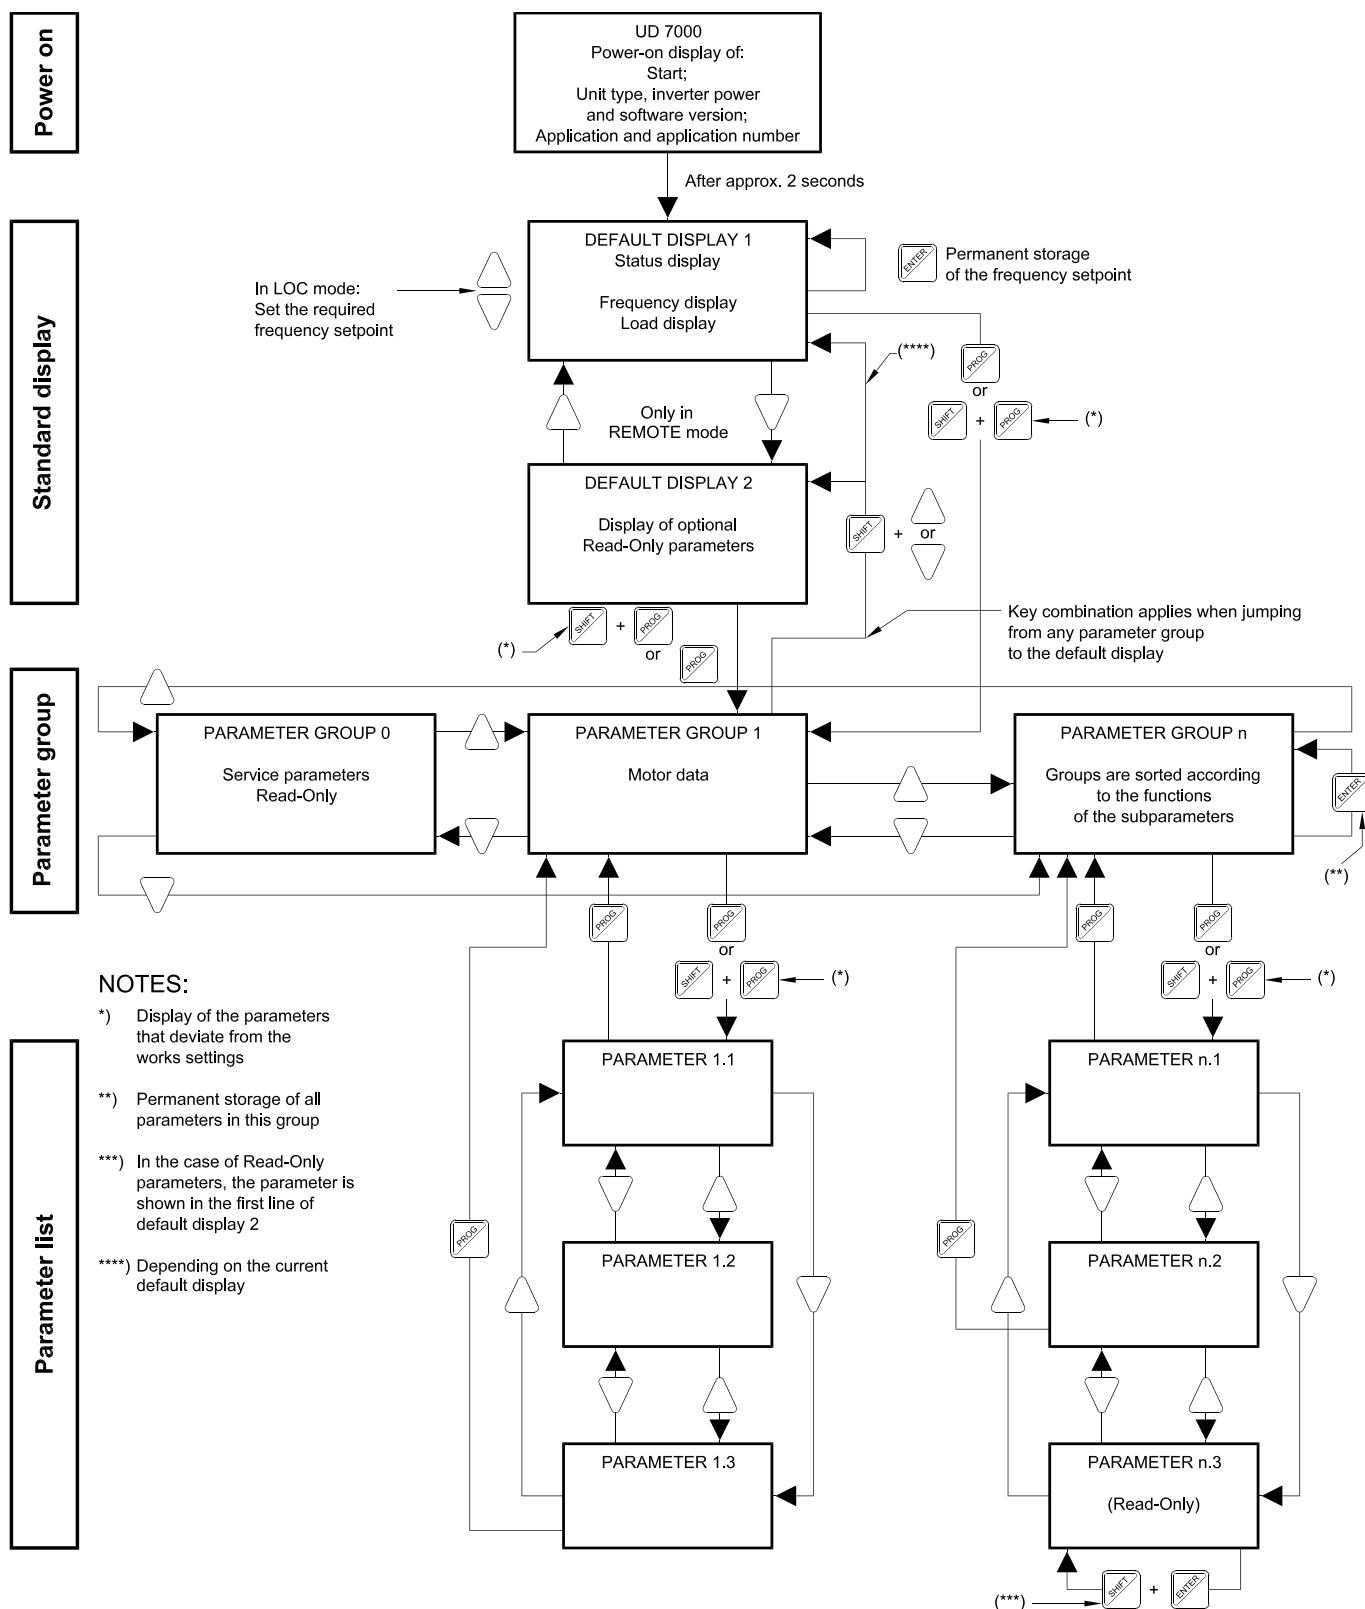 Power on
UD 7000
Power-on display of:
Start;
Unit type, inverter power
and software version;
Application and application number
After approx. 2 seconds
Standard display
DEFAULT DISPLAY 1
Status display
Frequency display
Load display
ENTER
Permanent storage
of the frequency setpoint
In LOC mode:
Set the required
frequency setpoint
(****)
PROG
or
SHIFT + PROG (*)
Only in
REMOTE mode
DEFAULT DISPLAY 2
Display of optional
Read-Only parameters
SHIFT + or
(*) SHIFT + PROG
or PROG
Key combination applies when jumping
from any parameter group
to the default display
Parameter group
PARAMETER GROUP 0
Service parameters
Read-Only
PARAMETER GROUP 1
Motor data
PARAMETER GROUP n
Groups are sorted according
to the functions
of the subparameters
ENTER
(**)
PROG
PROG
or
SHIFT + PROG (*)
PROG
PROG
or
SHIFT + PROG (*)
NOTES:
*) Display of the parameters
that deviate from the
works settings
**) Permanent storage of all
parameters in this group
***) In the case of Read-Only
parameters, the parameter is
shown in the first line of
default display 2
****) Depending on the current
default display
Parameter list
PARAMETER 1.1
PROG
PARAMETER 1.2
PARAMETER 1.3
PARAMETER n.1
PROG
PARAMETER n.2
PARAMETER n.3
(Read-Only)
(***) SHIFT + ENTER